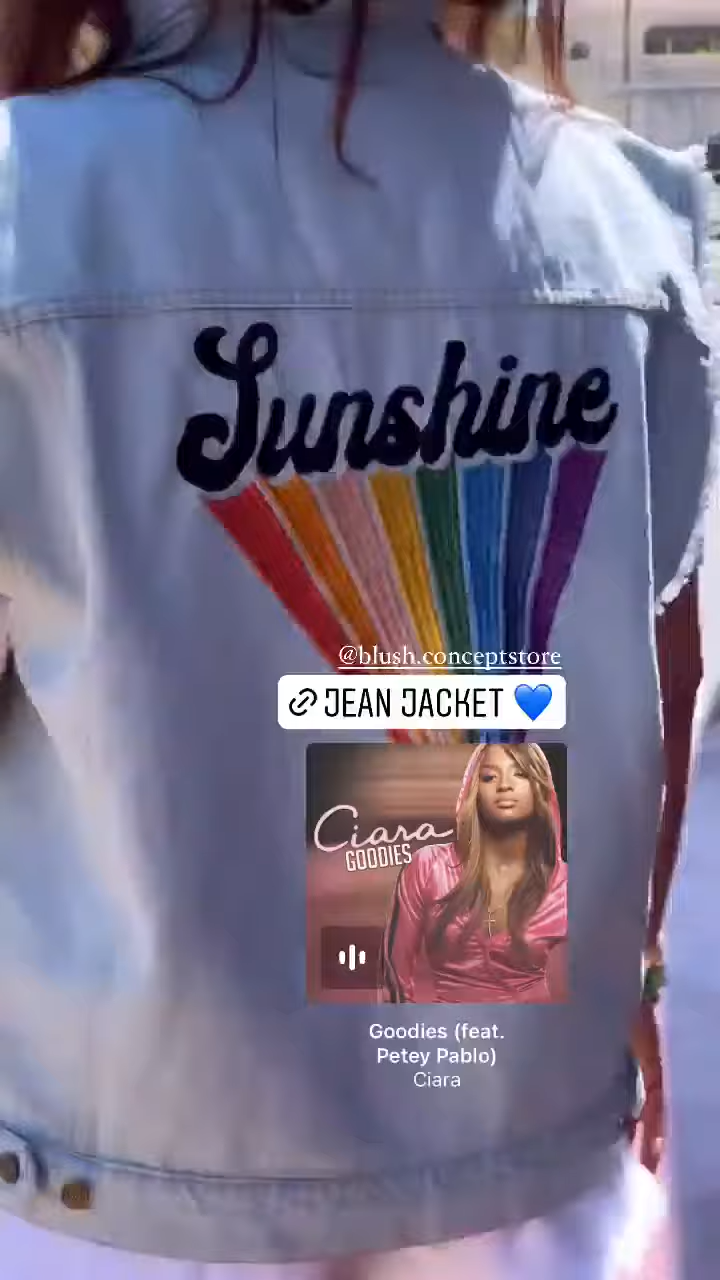 Sunshine
@blush.conceptstore
JEAN JACKET 💙
Ciara
GOODIES
Goodies (feat.
Petey Pablo)
Ciara